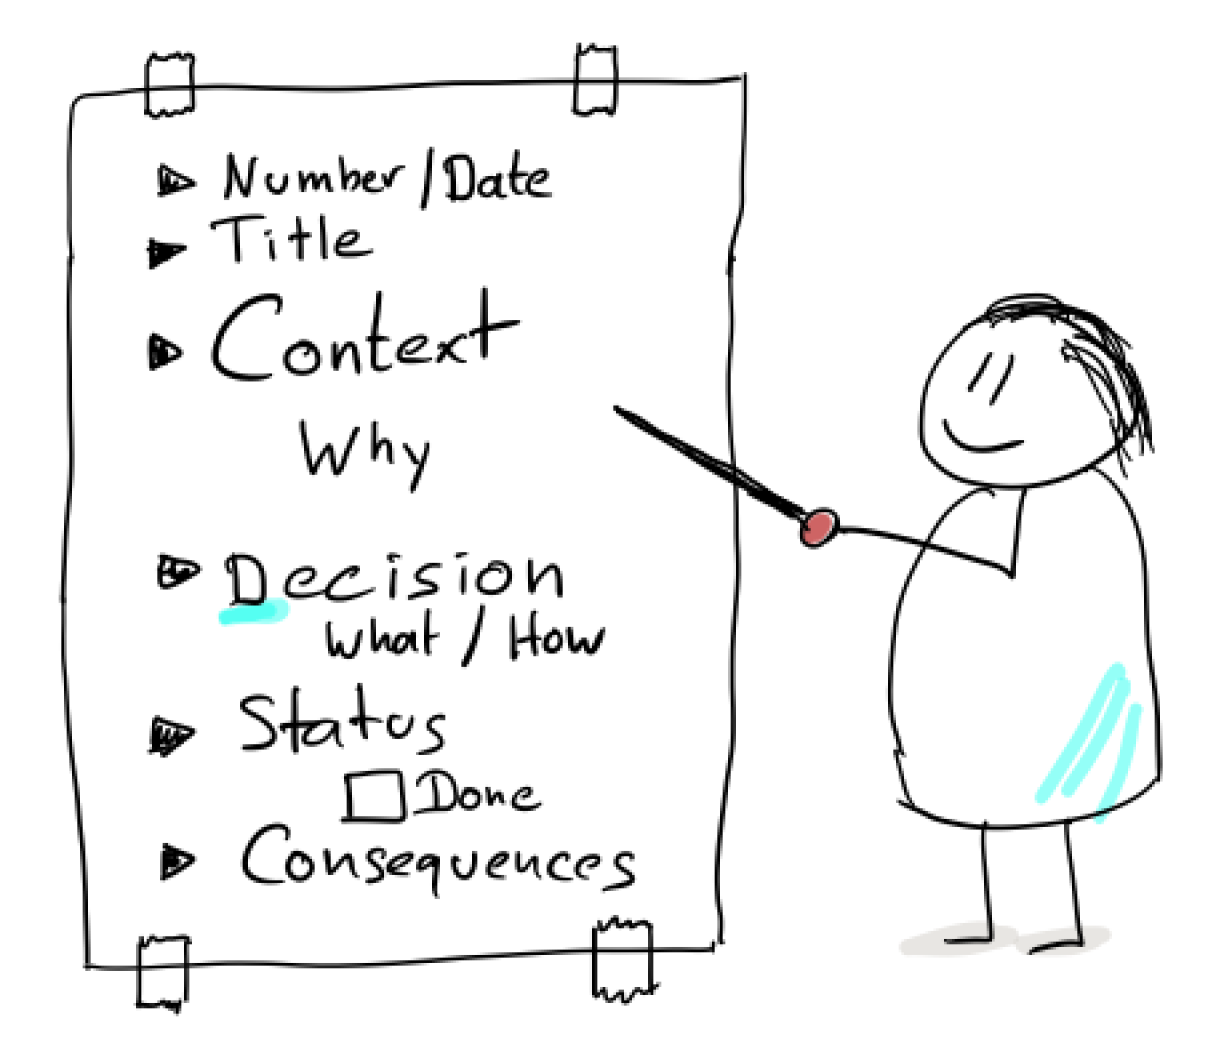 Number/Date
Title
Context
Why
Decision
What / How
Status
Done
Consequences